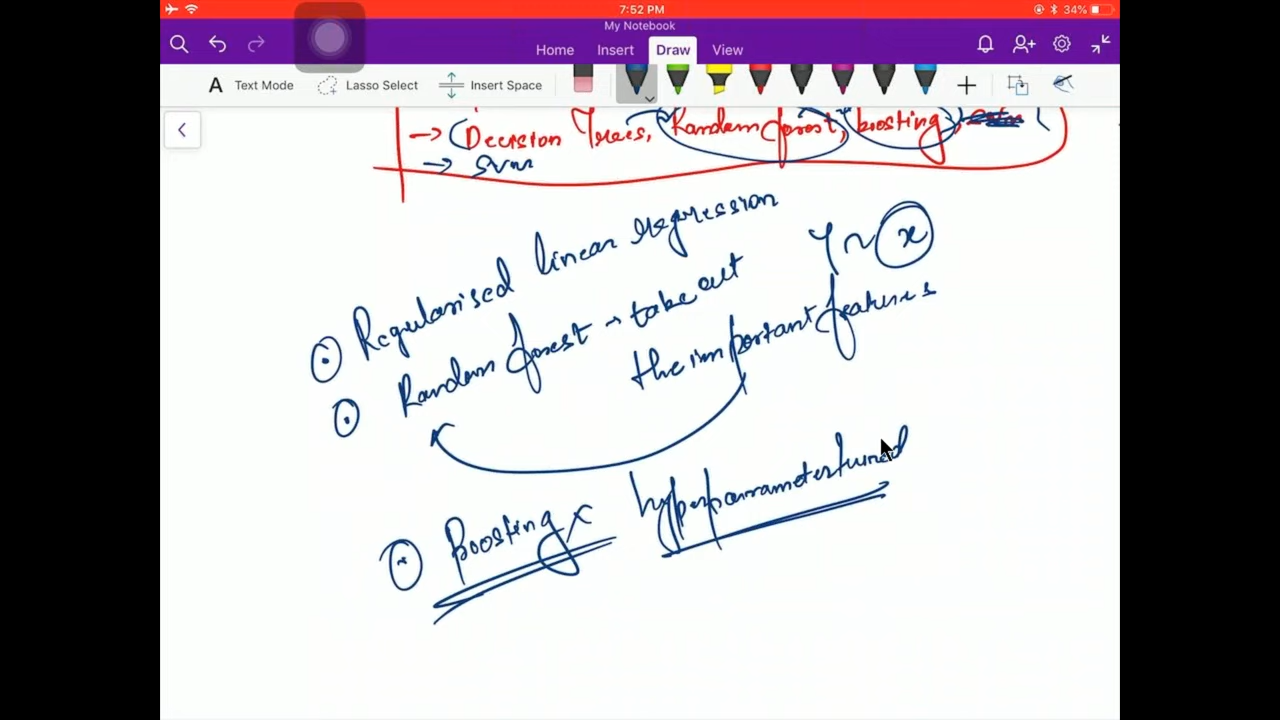 7:52 PM
34%
My Notebook
Home Insert Draw View
A Text Mode Lasso Select Insert Space
→ (Decision Trees, Random forest, boosting,
→ SVM
Regularised linear regression
Y ~ x
Random forest → take out
the important features
Boosting x hyperparameter tuned